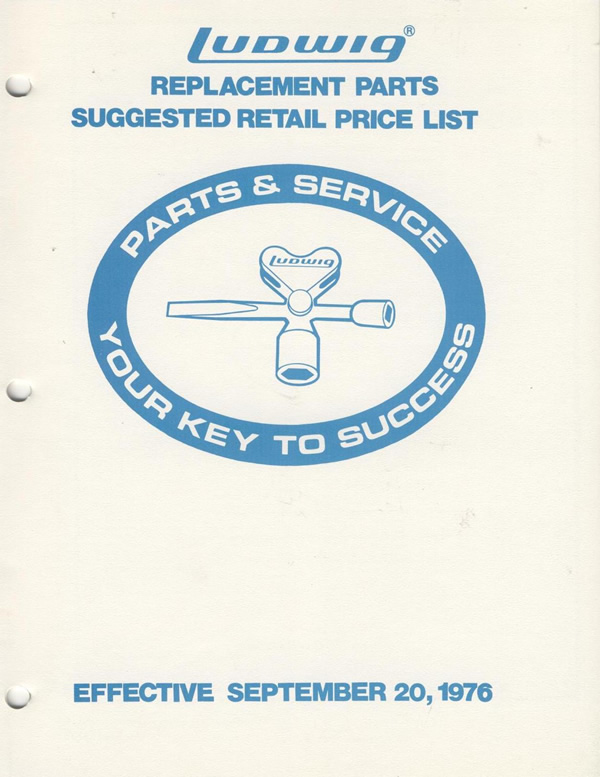 Ludwig®
REPLACEMENT PARTS
SUGGESTED RETAIL PRICE LIST
PARTS & SERVICE
Ludwig
YOUR KEY TO SUCCESS
EFFECTIVE SEPTEMBER 20, 1976